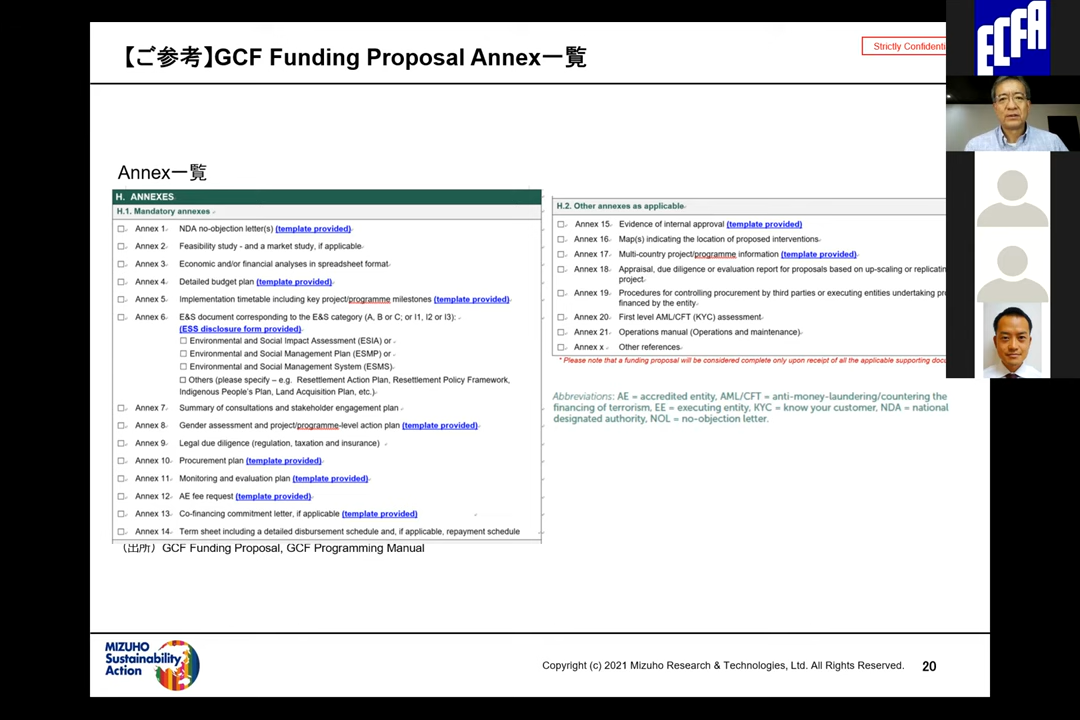 【ご参考】GCF Funding Proposal Annex一覧
Strictly Confidenti
ECFA
Annex一覧
H. ANNEXES
H.1. Mandatory annexes
Annex 1 NDA no-objection letter(s) (template provided)
Annex 2 Feasibility study - and a market study, if applicable
Annex 3 Economic and/or financial analyses in spreadsheet format
Annex 4 Detailed budget plan (template provided)
Annex 5 Implementation timetable including key project/programme milestones (template provided)
Annex 6 E&S document corresponding to the E&S category (A, B or C; or I1, I2 or I3):
(ESS disclosure form provided)
☐ Environmental and Social Impact Assessment (ESIA) or
☐ Environmental and Social Management Plan (ESMP) or
☐ Environmental and Social Management System (ESMS)
☐ Others (please specify – e.g. Resettlement Action Plan, Resettlement Policy Framework,
Indigenous People's Plan, Land Acquisition Plan, etc.)
Annex 7 Summary of consultations and stakeholder engagement plan
Annex 8 Gender assessment and project/programme-level action plan (template provided)
Annex 9 Legal due diligence (regulation, taxation and insurance)
Annex 10 Procurement plan (template provided)
Annex 11 Monitoring and evaluation plan (template provided)
Annex 12 AE fee request (template provided)
Annex 13 Co-financing commitment letter, if applicable (template provided)
Annex 14 Term sheet including a detailed disbursement schedule and, if applicable, repayment schedule
（出所）GCF Funding Proposal, GCF Programming Manual
H.2. Other annexes as applicable
Annex 15 Evidence of internal approval (template provided)
Annex 16 Map(s) indicating the location of proposed interventions
Annex 17 Multi-country project/programme information (template provided)
Annex 18 Appraisal, due diligence or evaluation report for proposals based on up-scaling or replicatin
project
Annex 19 Procedures for controlling procurement by third parties or executing entities undertaking pr
financed by the entity
Annex 20 First level AML/CFT (KYC) assessment
Annex 21 Operations manual (Operations and maintenance)
Annex x Other references
* Please note that a funding proposal will be considered complete only upon receipt of all the applicable supporting docu
Abbreviations: AE = accredited entity, AML/CFT = anti-money-laundering/countering the
financing of terrorism, EE = executing entity, KYC = know your customer, NDA = national
designated authority, NOL = no-objection letter.
MIZUHO
Sustainability
Action
Copyright (c) 2021 Mizuho Research & Technologies, Ltd. All Rights Reserved.
20